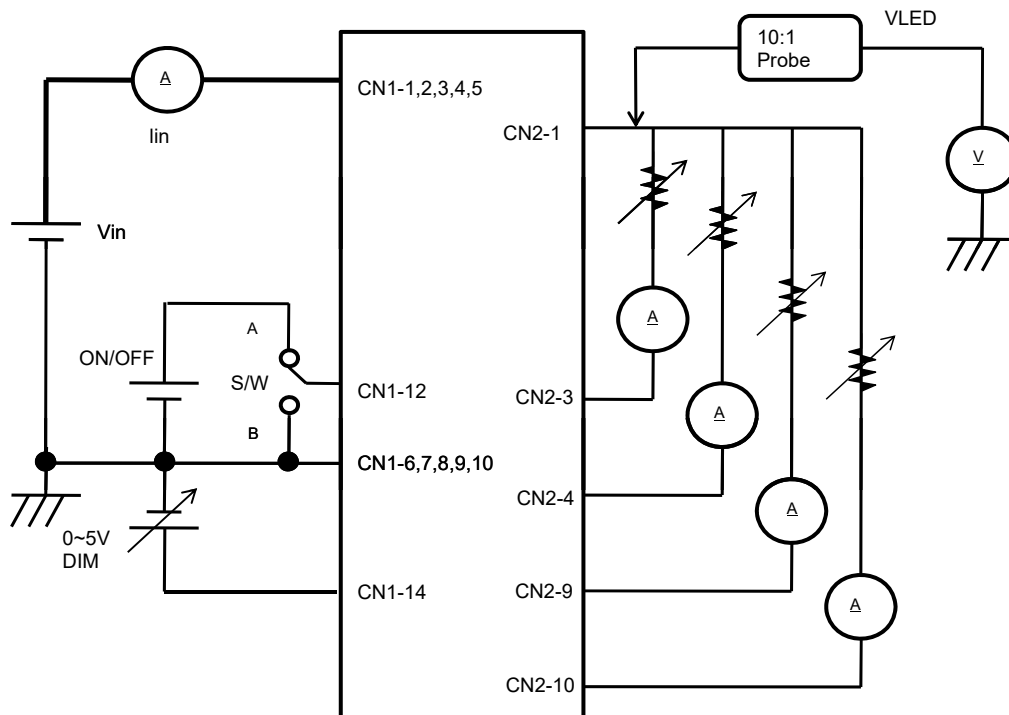 VLED
10:1
Probe
A
CN1-1,2,3,4,5
Iin
CN2-1
V
Vin
A
A
ON/OFF
S/W
CN1-12
CN2-3
A
B
CN1-6,7,8,9,10
CN2-4
A
0~5V
DIM
CN1-14
CN2-9
A
CN2-10